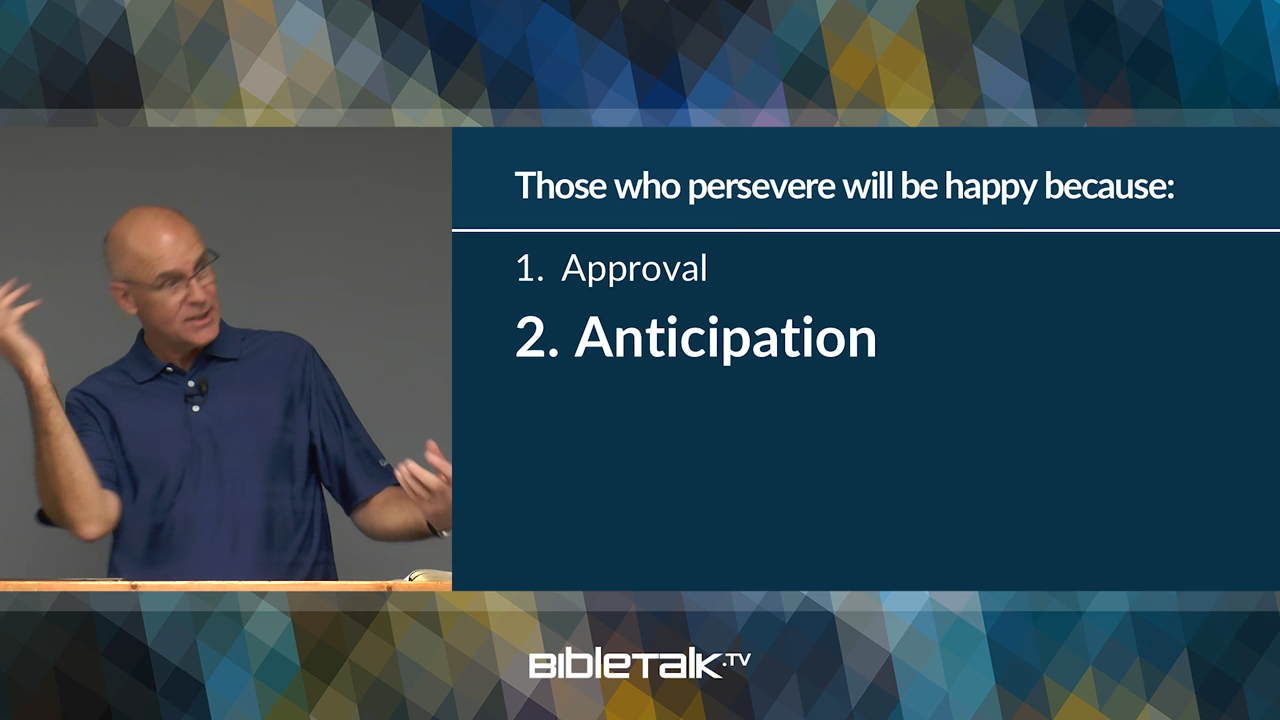 Those who persevere will be happy because:
1. Approval
2. Anticipation
BIBLETALK.TV